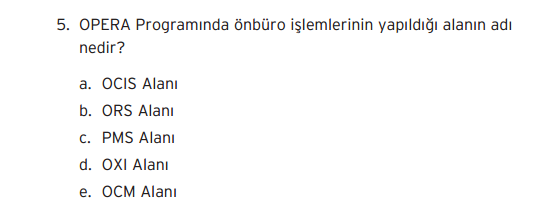 5. OPERA Programında önbüro işlemlerinin yapıldığı alanın adı
nedir?
a. OCIS Alanı
b. ORS Alanı
c. PMS Alanı
d. OXI Alanı
e. OCM Alanı